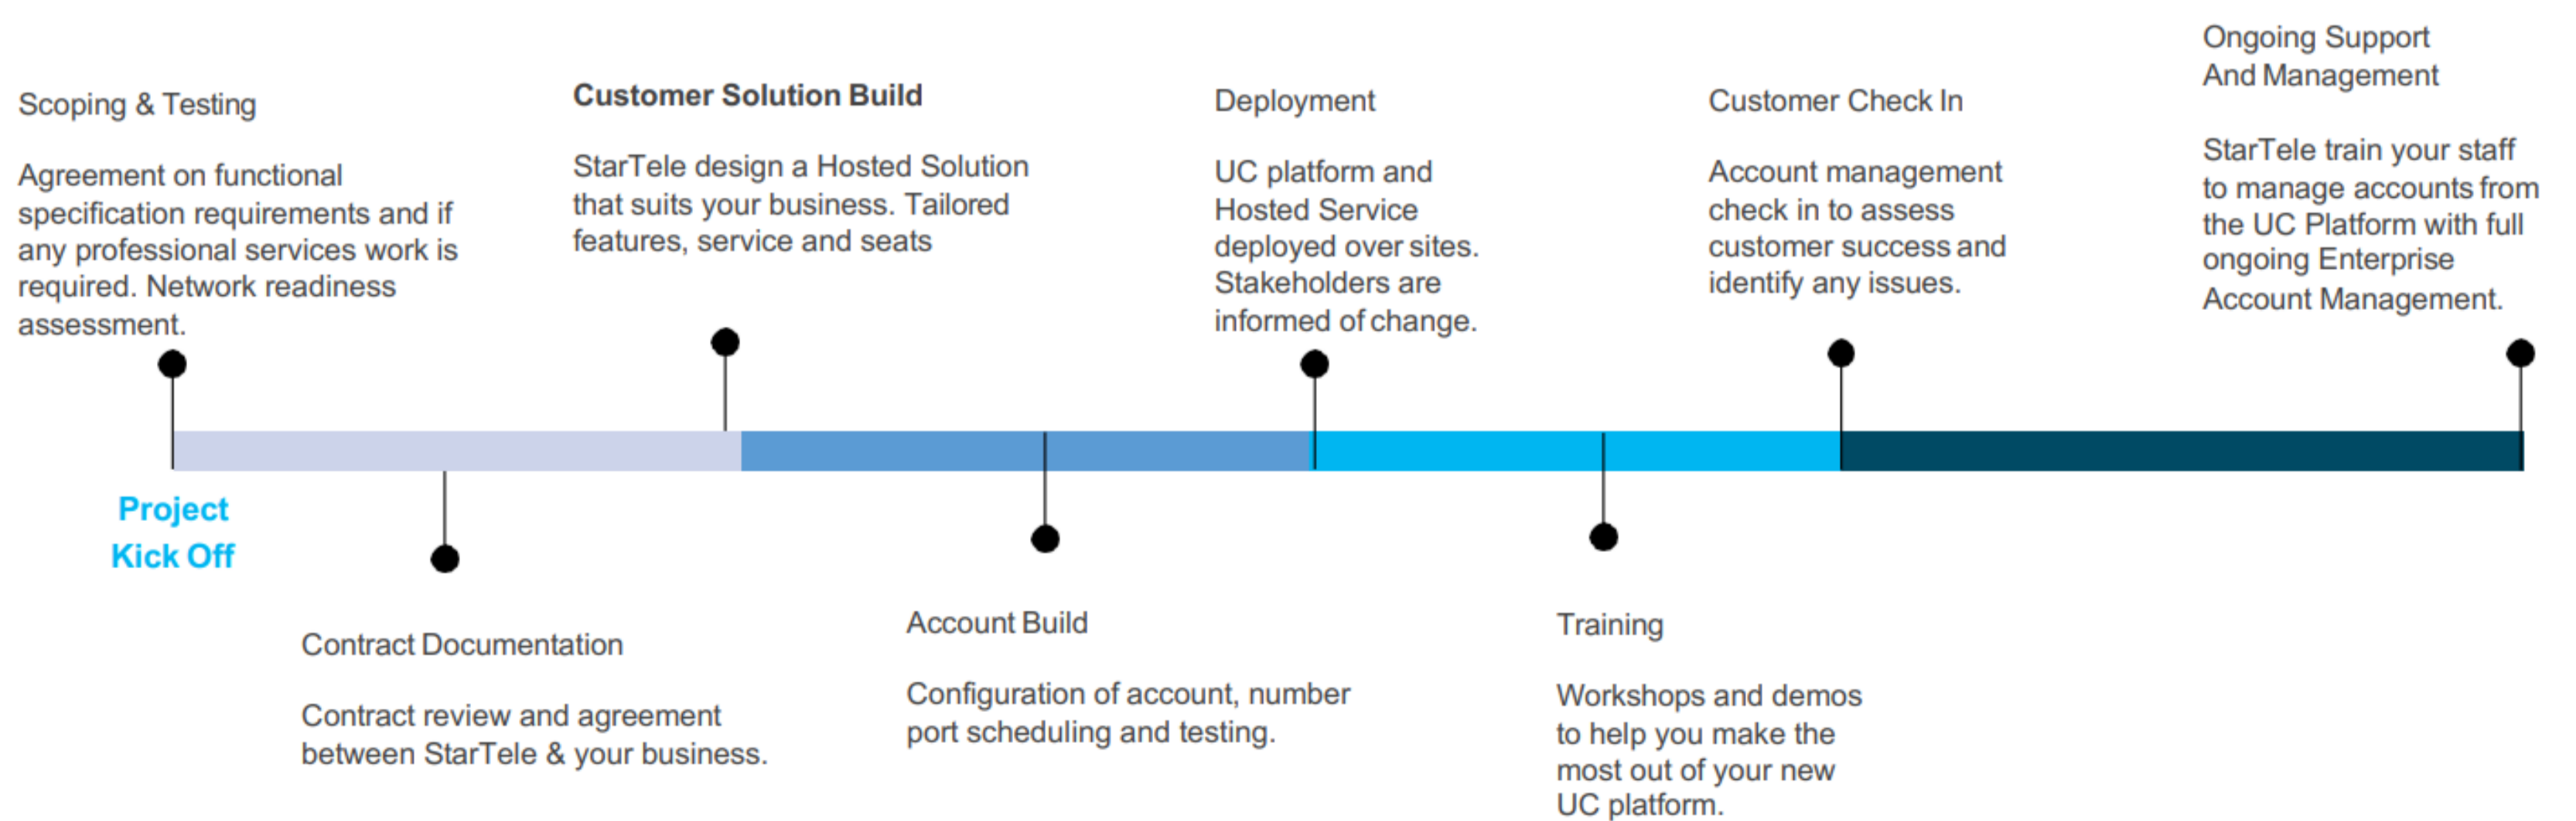 Scoping & Testing
Agreement on functional
specification requirements and if
any professional services work is
required. Network readiness
assessment.
Customer Solution Build
StarTele design a Hosted Solution
that suits your business. Tailored
features, service and seats
Deployment
UC platform and
Hosted Service
deployed over sites.
Stakeholders are
informed of change.
Customer Check In
Account management
check in to assess
customer success and
identify any issues.
Ongoing Support
And Management
StarTele train your staff
to manage accounts from
the UC Platform with full
ongoing Enterprise
Account Management.
Project
Kick Off
Contract Documentation
Contract review and agreement
between StarTele & your business.
Account Build
Configuration of account, number
port scheduling and testing.
Training
Workshops and demos
to help you make the
most out of your new
UC platform.